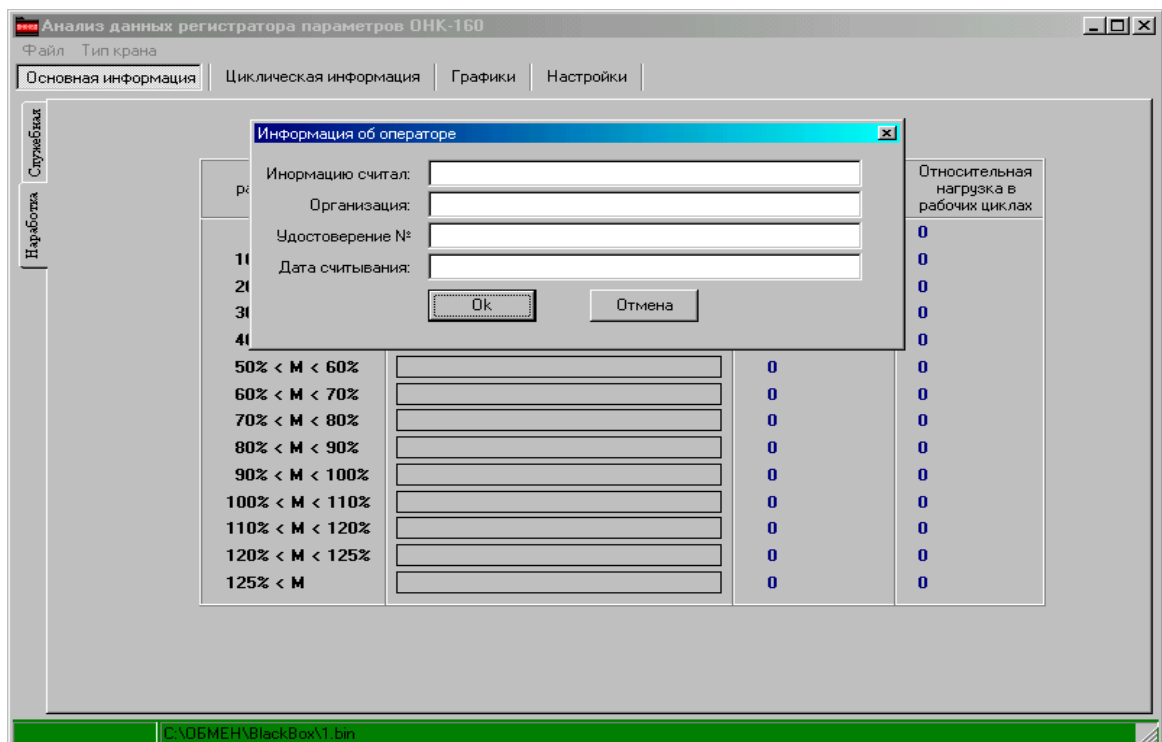 Анализ данных регистратора параметров ОНК-160
Файл Тип крана
Основная информация Циклическая информация Графики Настройки
Служебная
Наработка
Информация об операторе
Инормацию считал:
Организация:
Удостоверение №
Дата считывания:
Ok Отмена
Относительная
нагрузка в
рабочих циклах
0
0
0
0
0
50% < M < 60% 0 0
60% < M < 70% 0 0
70% < M < 80% 0 0
80% < M < 90% 0 0
90% < M < 100% 0 0
100% < M < 110% 0 0
110% < M < 120% 0 0
120% < M < 125% 0 0
125% < M 0 0
C:\ОБМЕН\BlackBox\1.bin